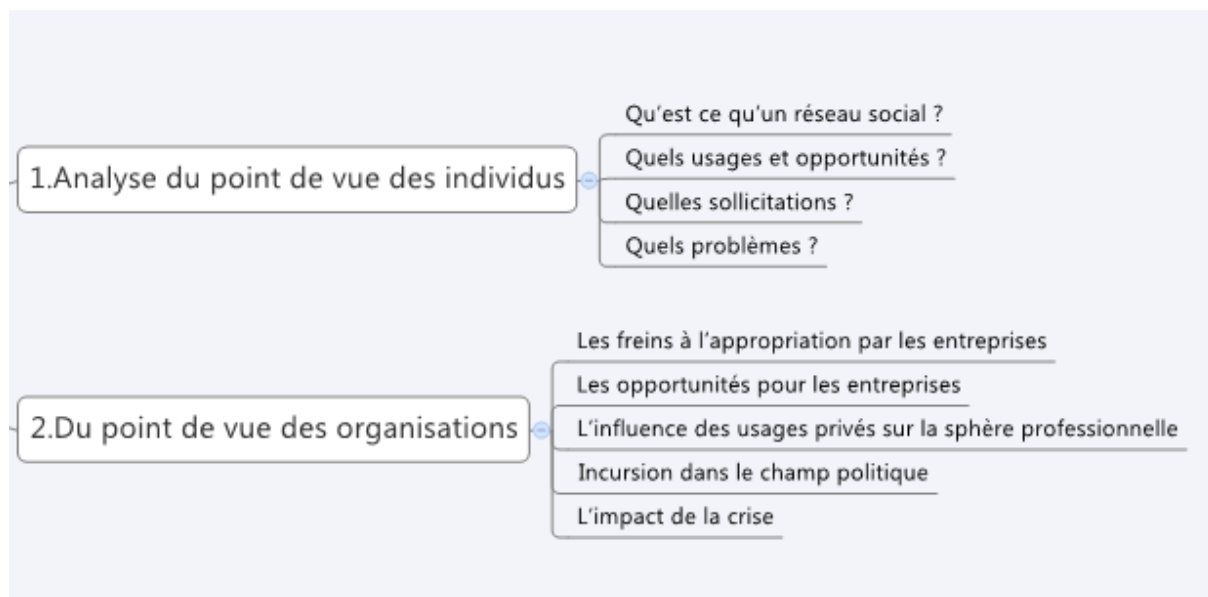 1.Analyse du point de vue des individus
Qu'est ce qu'un réseau social ?
Quels usages et opportunités ?
Quelles sollicitations ?
Quels problèmes ?
2.Du point de vue des organisations
Les freins à l'appropriation par les entreprises
Les opportunités pour les entreprises
L'influence des usages privés sur la sphère professionnelle
Incursion dans le champ politique
L'impact de la crise